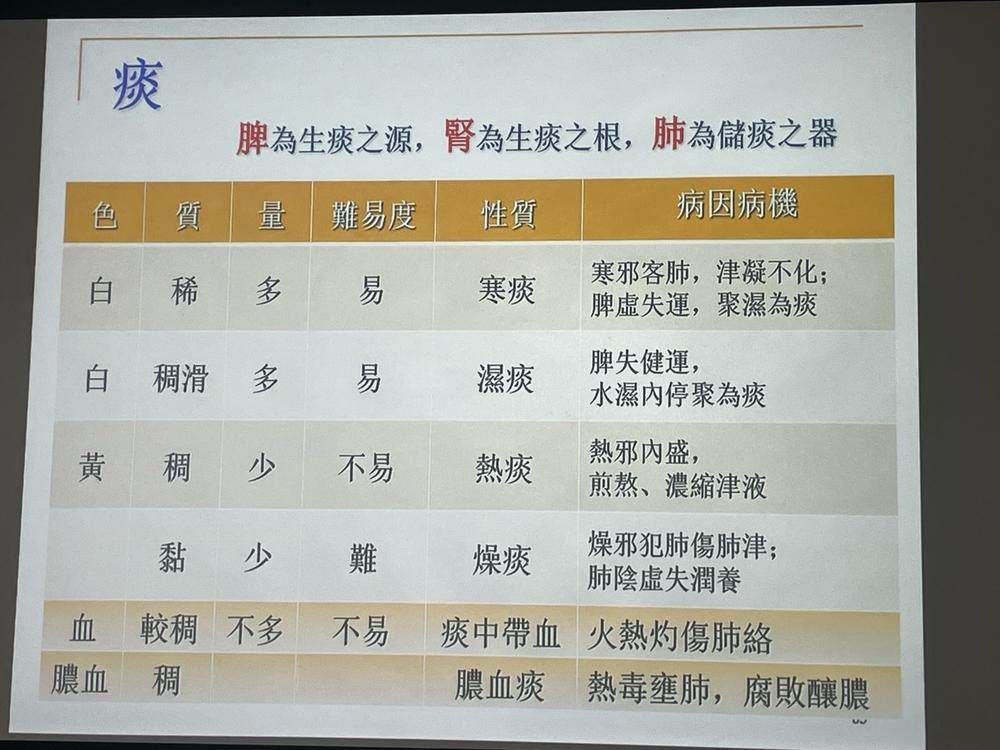 痰
脾為生痰之源，腎為生痰之根，肺為儲痰之器
色 質 量 難易度 性質 病因病機
白 稀 多 易 寒痰 寒邪客肺，津凝不化；
脾虛失運，聚濕為痰
白 稠滑 多 易 濕痰 脾失健運，
水濕內停聚為痰
黃 稠 少 不易 熱痰 熱邪內盛，
煎熬、濃縮津液
黏 少 難 燥痰 燥邪犯肺傷肺津；
肺陰虛失潤養
血 較稠 不多 不易 痰中帶血 火熱灼傷肺絡
膿血 稠 膿血痰 熱毒壅肺，腐敗釀膿